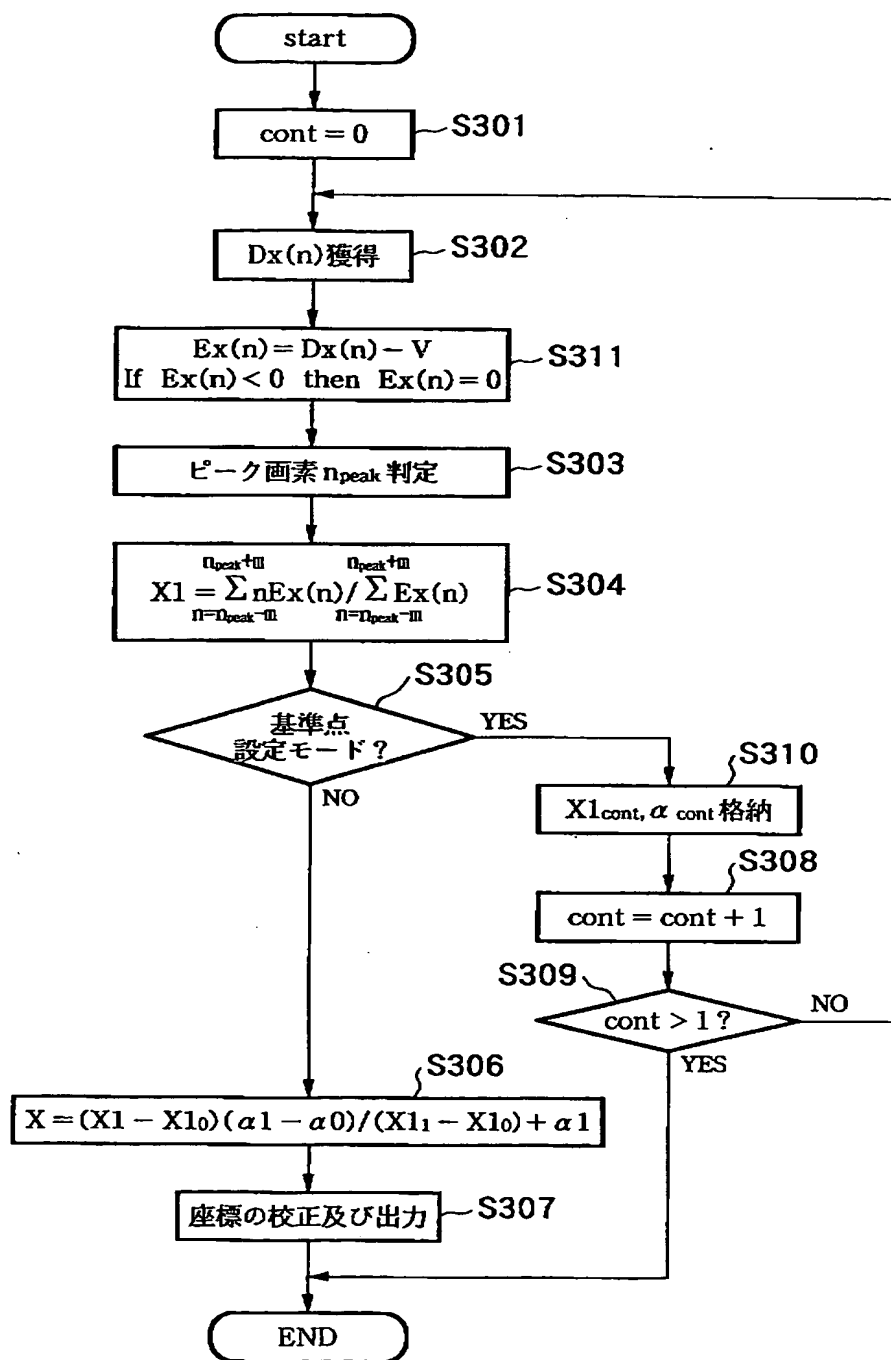 start
cont = 0
S301
Dx(n)獲得
S302
Ex(n) = Dx(n) − V
If Ex(n) < 0 then Ex(n) = 0
S311
ピーク画素 npeak 判定
S303
npeak+m npeak+m
X1 = Σ nEx(n) / Σ Ex(n)
n=npeak−m n=npeak−m
S304
S305
基準点
設定モード?
YES
NO
S310
X1cont, α cont 格納
S308
cont = cont + 1
S309
cont > 1?
NO
YES
S306
X = (X1 − X10)(α1 − α0)/(X11 − X10) + α1
座標の校正及び出力
S307
END